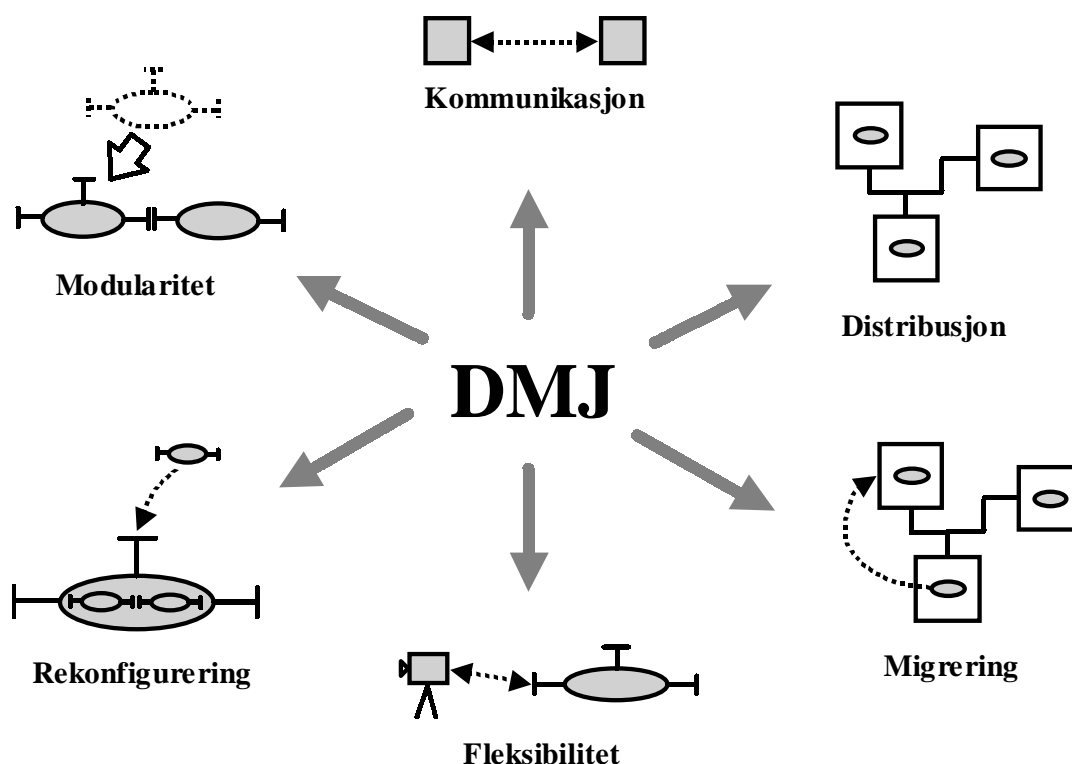 Kommunikasjon
Modularitet
Distribusjon
DMJ
Rekonfigurering
Migrering
Fleksibilitet